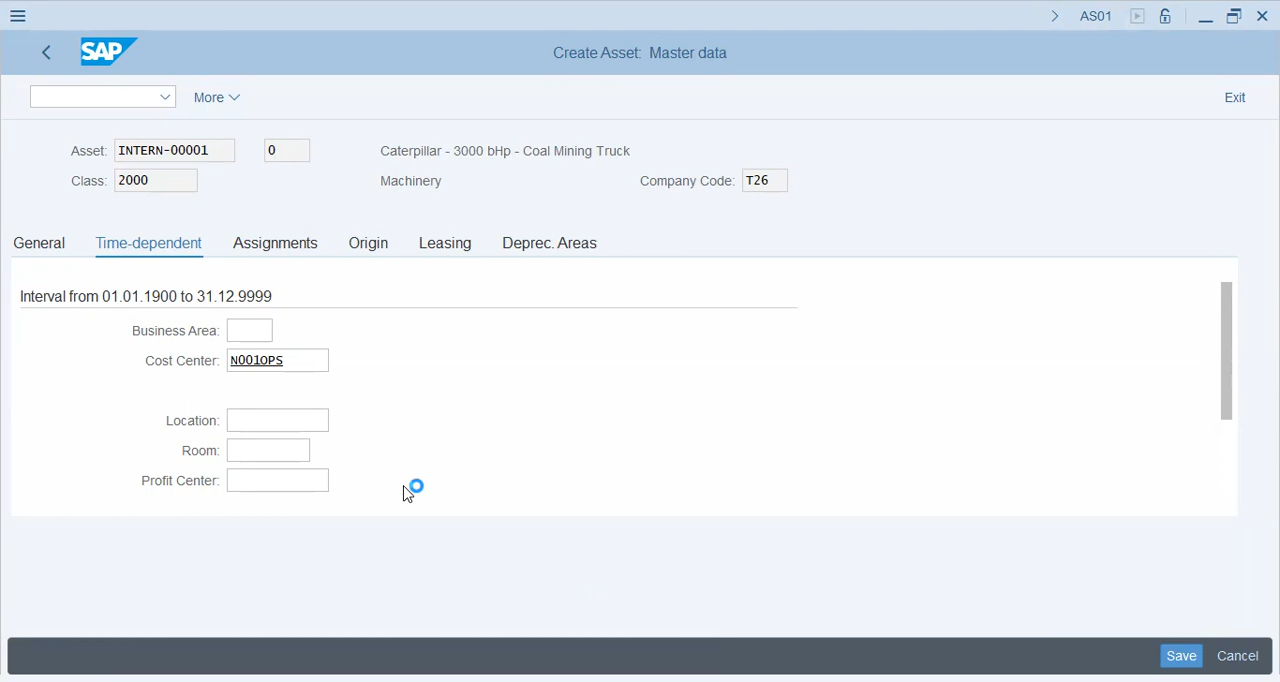 AS01
SAP
Create Asset: Master data
More
Exit
Asset: INTERN-00001 0 Caterpillar - 3000 bHp - Coal Mining Truck
Class: 2000 Machinery Company Code: T26
General Time-dependent Assignments Origin Leasing Deprec. Areas
Interval from 01.01.1900 to 31.12.9999
Business Area:
Cost Center: N001OPS
Location:
Room:
Profit Center:
Save Cancel